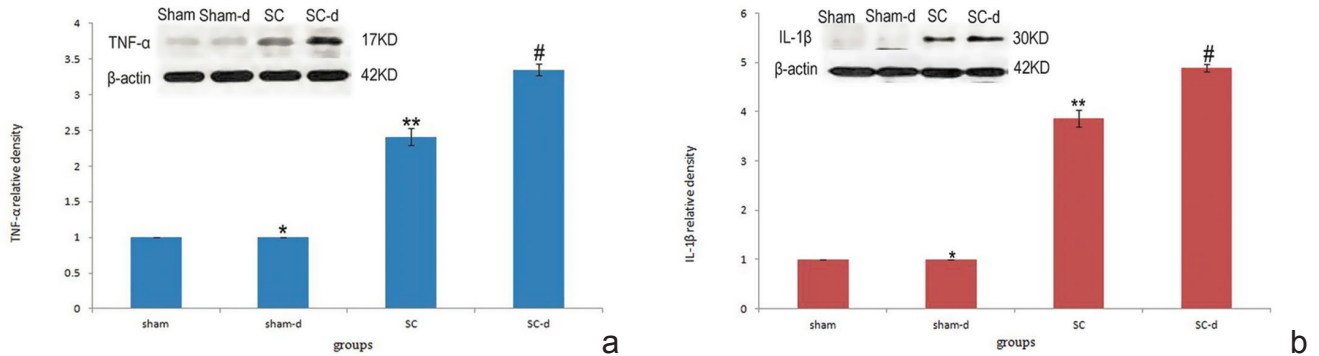 Sham Sham-d SC SC-d
TNF-α 17KD
β-actin 42KD
4
3.5
3
2.5
2
1.5
1
0.5
0
TNF-α relative density
*
**
#
sham sham-d SC SC-d
groups
a
Sham Sham-d SC SC-d
IL-1β 30KD
β-actin 42KD
6
5
4
3
2
1
0
IL-1β relative density
*
**
#
sham sham-d SC SC-d
groups
b